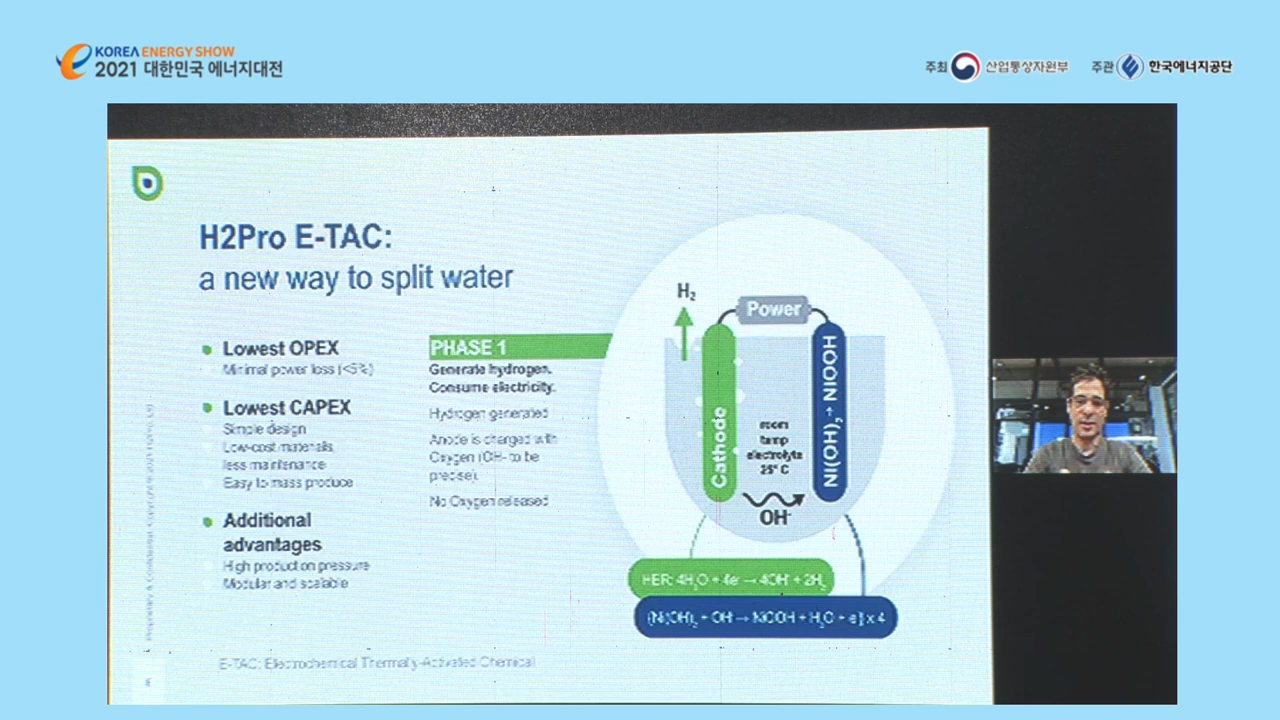 KOREA ENERGY SHOW
2021 대한민국 에너지대전
주최 산업통상자원부 주관 한국에너지공단
H2Pro E-TAC:
a new way to split water
Lowest OPEX
Minimal power loss (<5%)
Lowest CAPEX
Simple design
Low-cost materials,
less maintenance
Easy to mass produce
Additional
advantages
High production pressure
Modular and scalable
PHASE 1
Generate hydrogen.
Consume electricity.
Hydrogen generated
Anode is charged with
Oxygen (OH- to be
precise).
No Oxygen released
H₂
Power
Cathode
room
temp
electrolyte
25° C
Ni(OH)₂→ NiOOH
OH⁻
HER: 4H₂O + 4e⁻ → 4OH⁻ + 2H₂
[Ni(OH)₂ + OH⁻ → NiOOH + H₂O + e⁻] x 4
E-TAC: Electrochemical Thermally-Activated Chemical
Proprietary & Confidential. Copyright © 2021 H2PRO, LTD